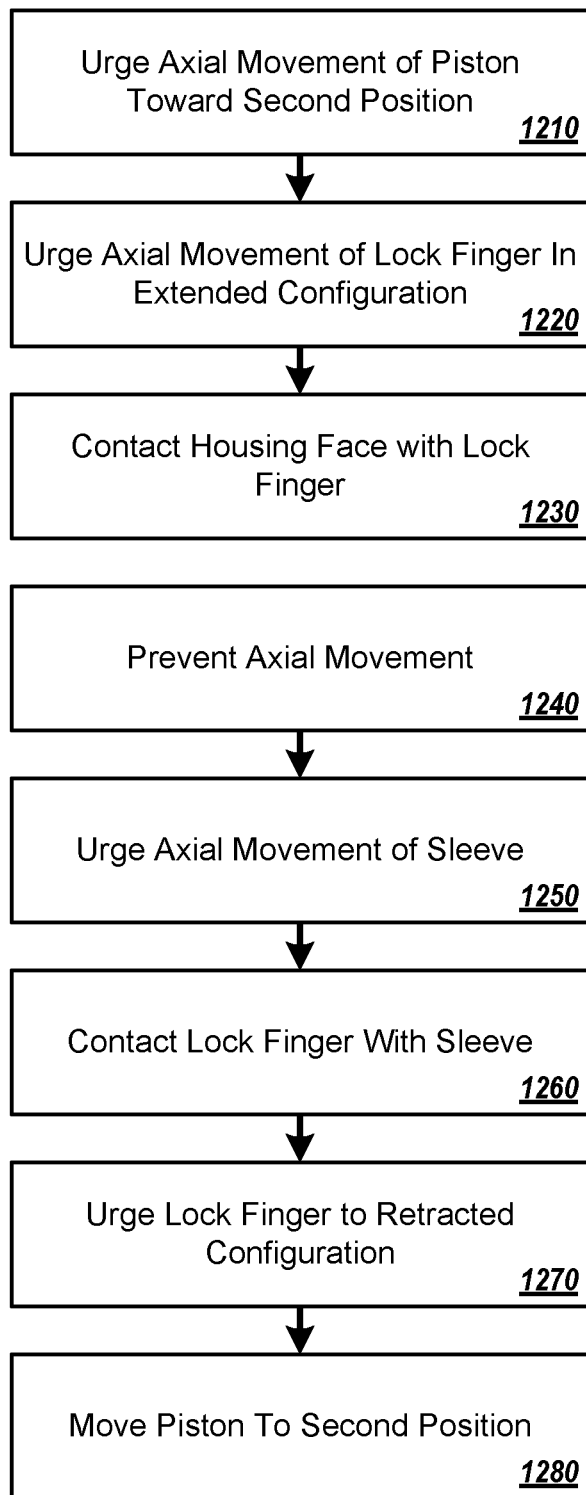 Urge Axial Movement of Piston
Toward Second Position
1210
Urge Axial Movement of Lock Finger In
Extended Configuration
1220
Contact Housing Face with Lock
Finger
1230
Prevent Axial Movement
1240
Urge Axial Movement of Sleeve
1250
Contact Lock Finger With Sleeve
1260
Urge Lock Finger to Retracted
Configuration
1270
Move Piston To Second Position
1280